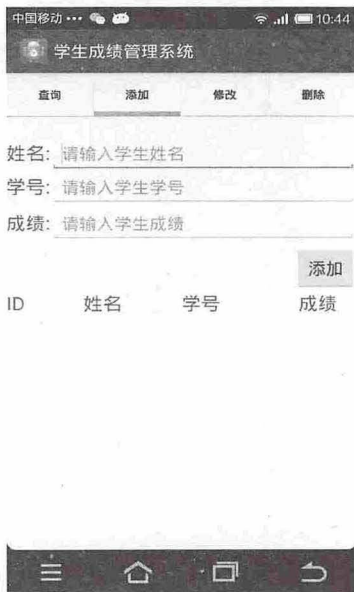 中国移动 ••• 10:44
学生成绩管理系统
查询 添加 修改 删除
姓名: 请输入学生姓名
学号: 请输入学生学号
成绩: 请输入学生成绩
添加
ID 姓名 学号 成绩